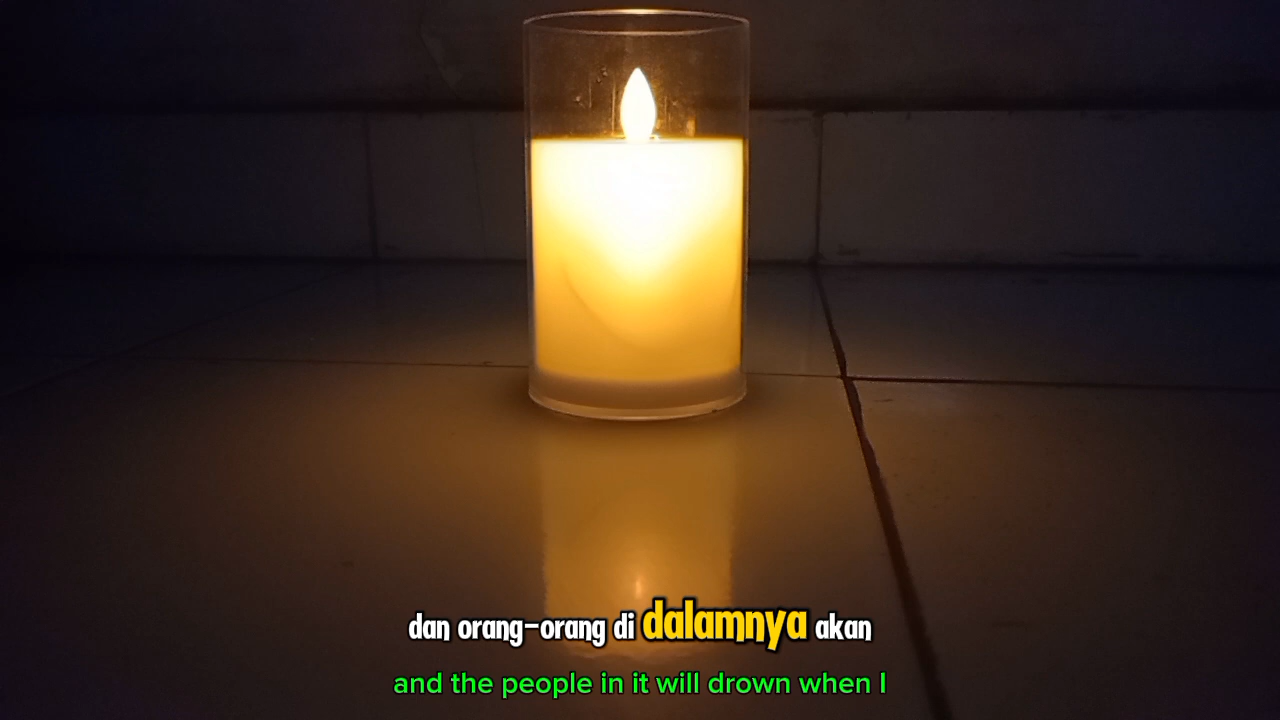 dan orang-orang di dalamnya akan
and the people in it will drown when I